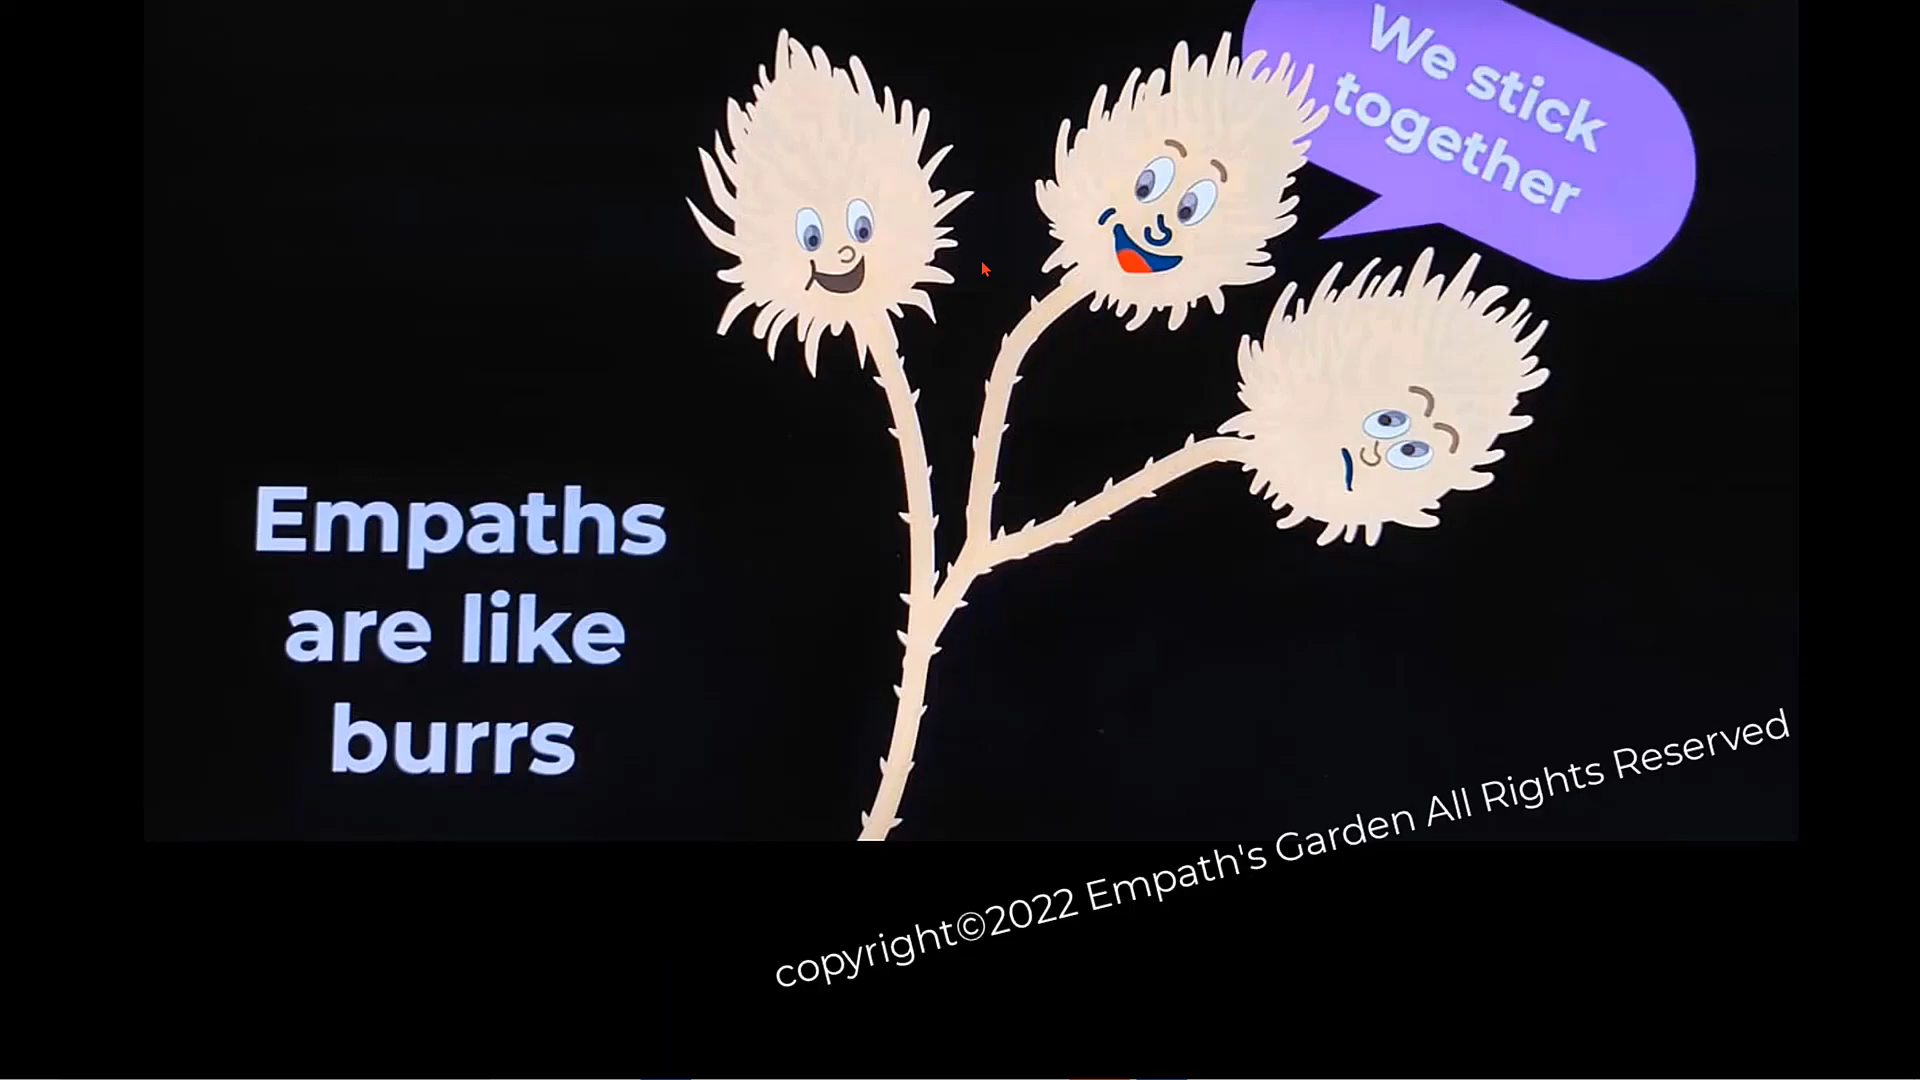 We stick
together
Empaths
are like
burrs
copyright©2022 Empath's Garden All Rights Reserved